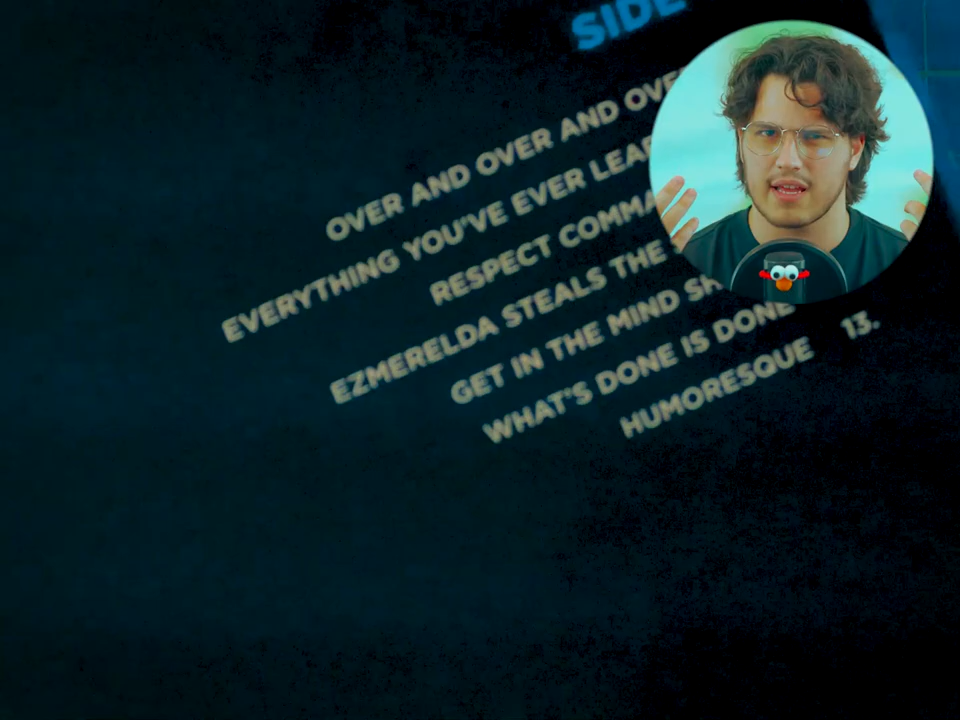 SIDE
OVER AND OVER AND OVE
EVERYTHING YOU'VE EVER LEAR
RESPECT COMMA
EZMERELDA STEALS THE
GET IN THE MIND SH
WHAT'S DONE IS DONE
HUMORESQUE 13.